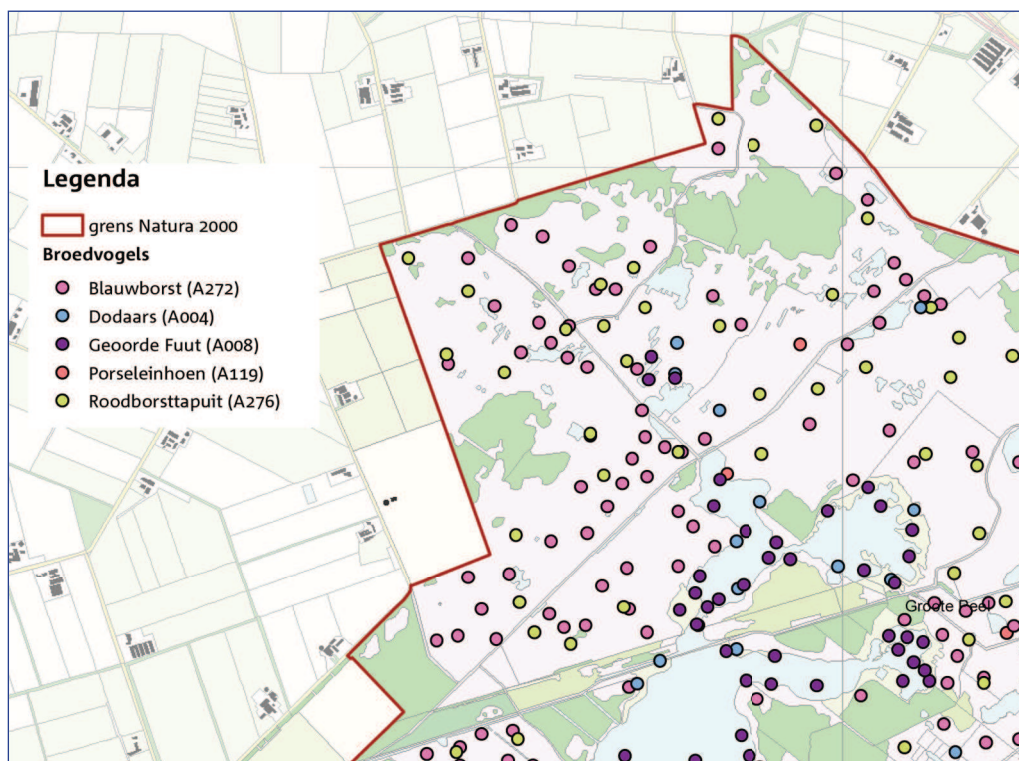 Legenda
grens Natura 2000
Broedvogels
Blauwborst (A272)
Dodaars (A004)
Geoorde Fuut (A008)
Porseleinhoen (A119)
Roodborsttapuit (A276)
Groote Peel